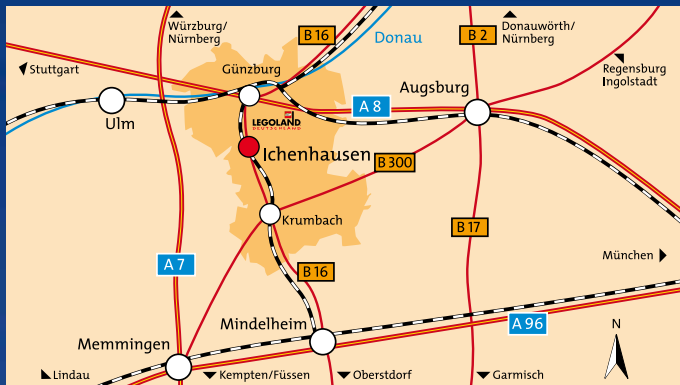 Würzburg/
Nürnberg
B 16
Donau
B 2
Donauwörth/
Nürnberg
Stuttgart
Günzburg
Regensburg
Ingolstadt
Augsburg
A 8
Ulm
LEGOLAND
DEUTSCHLAND
Ichenhausen
B 300
Krumbach
B 17
München
A 7
B 16
Mindelheim
A 96
N
Memmingen
Lindau
Kempten/Füssen
Oberstdorf
Garmisch